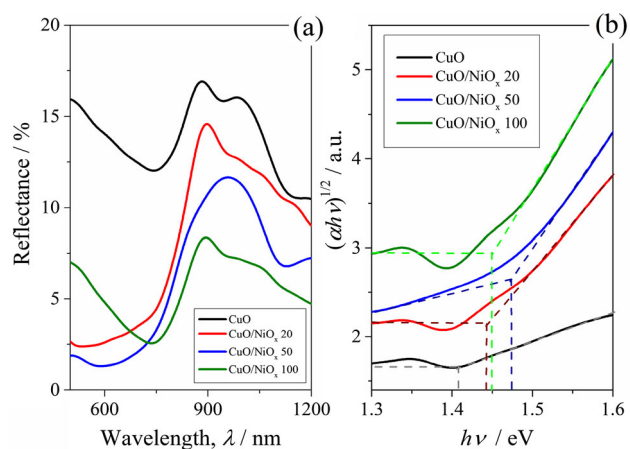 (a)
20
15
10
5
0
Reflectance / %
600
900
1200
Wavelength, λ / nm
CuO
CuO/NiOₓ 20
CuO/NiOₓ 50
CuO/NiOₓ 100
(b)
5
4
3
2
(αhν)^1/2 / a.u.
1.3
1.4
1.5
1.6
hν / eV
CuO
CuO/NiOₓ 20
CuO/NiOₓ 50
CuO/NiOₓ 100